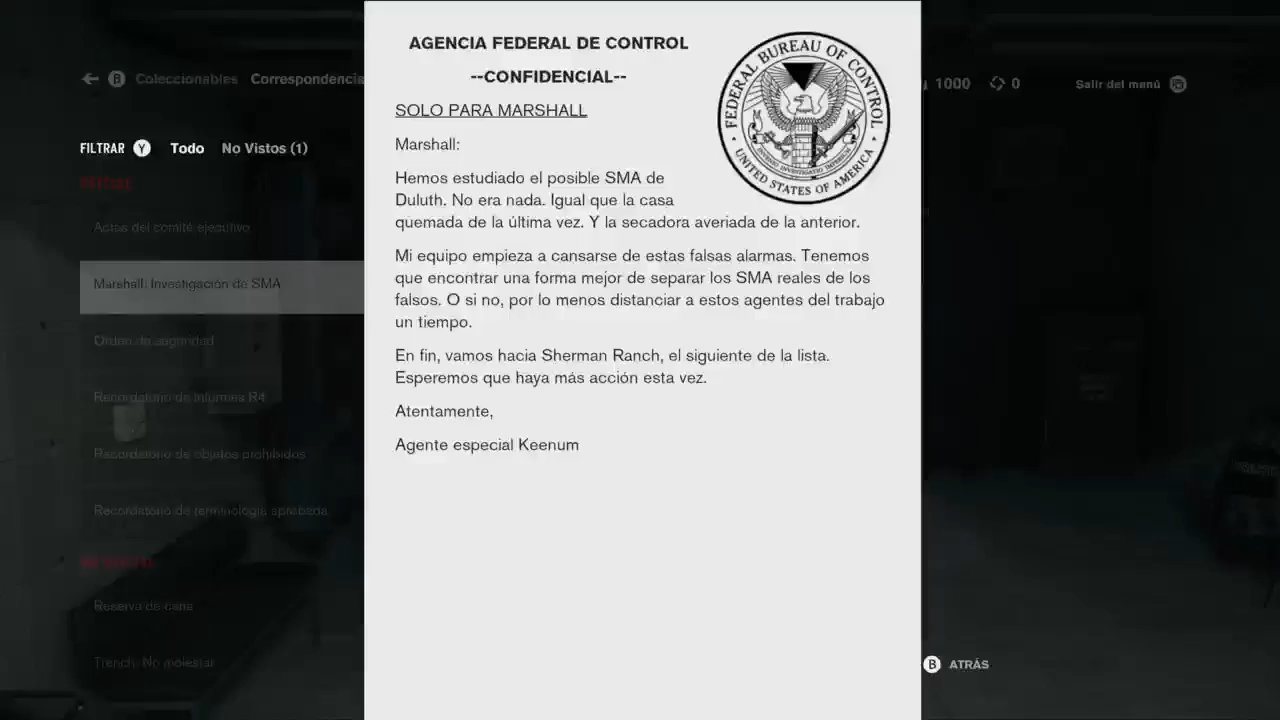 AGENCIA FEDERAL DE CONTROL
--CONFIDENCIAL--
SOLO PARA MARSHALL
Marshall:
Hemos estudiado el posible SMA de
Duluth. No era nada. Igual que la casa
quemada de la última vez. Y la secadora averiada de la anterior.
Mi equipo empieza a cansarse de estas falsas alarmas. Tenemos
que encontrar una forma mejor de separar los SMA reales de los
falsos. O si no, por lo menos distanciar a estos agentes del trabajo
un tiempo.
En fin, vamos hacia Sherman Ranch, el siguiente de la lista.
Esperemos que haya más acción esta vez.
Atentamente,
Agente especial Keenum
FEDERAL BUREAU OF CONTROL
UNITED STATES OF AMERICA
B Coleccionables Correspondencia
1000 0 Salir del menú
FILTRAR Y Todo No Vistos (1)
Actas del comité ejecutivo
Marshall: Investigación de SMA
Orden de seguridad
Recordatorio de informes R4
Recordatorio de objetos prohibidos
Recordatorio de terminología aprobada
Trench: No molestar
B ATRÁS